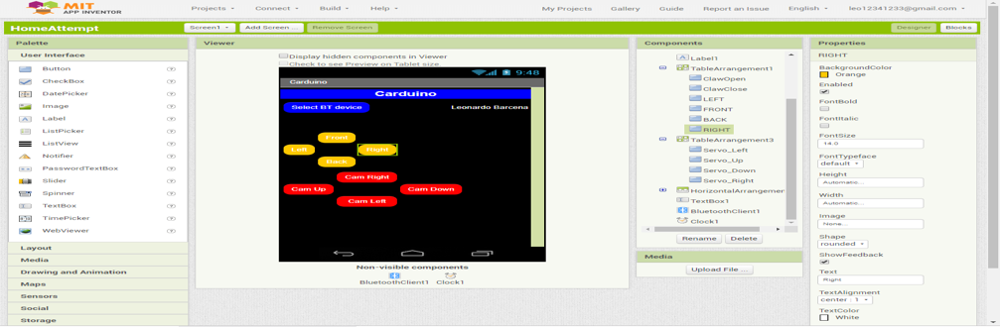 MIT
APP INVENTOR
Projects
Connect
Build
Help
My Projects
Gallery
Guide
Report an Issue
English
leo12341233@gmail.com
HomeAttempt
Screen1
Add Screen ...
Remove Screen
Designer
Blocks
Palette
User Interface
Button
CheckBox
DatePicker
Image
Label
ListPicker
ListView
Notifier
PasswordTextBox
Slider
Spinner
TextBox
TimePicker
WebViewer
Layout
Media
Drawing and Animation
Maps
Sensors
Social
Storage
Viewer
Display hidden components in Viewer
Check to see Preview on Tablet size.
9:48
Carduino
Carduino
Select BT device
Leonardo Barcena
Front
Left
Right
Back
Cam Right
Cam Up
Cam Down
Cam Left
Non-visible components
BluetoothClient1
Clock1
Components
Label1
TableArrangement1
ClawOpen
ClawClose
LEFT
FRONT
BACK
RIGHT
TableArrangement3
Servo_Left
Servo_Up
Servo_Down
Servo_Right
HorizontalArrangemer
TextBox1
BluetoothClient1
Clock1
Rename
Delete
Media
Upload File ...
Properties
RIGHT
BackgroundColor
Orange
Enabled
FontBold
FontItalic
FontSize
14.0
FontTypeface
default
Height
Automatic...
Width
Automatic...
Image
None...
Shape
rounded
ShowFeedback
Text
Right
TextAlignment
center : 1
TextColor
White